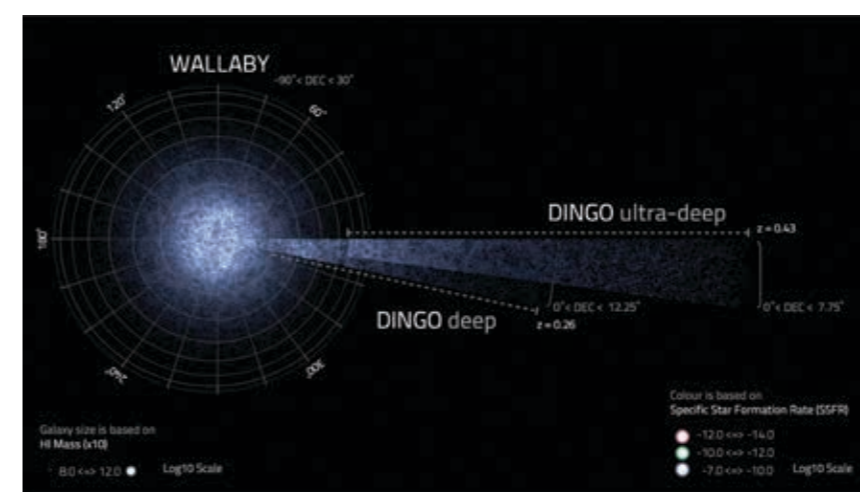 WALLABY
-90°< DEC < 30°
120°
60°
180°
DINGO ultra-deep
z = 0.43
0°< DEC < 12.25°
0°< DEC < 7.75°
DINGO deep
z = 0.26
240°
300°
Colour is based on
Specific Star Formation Rate (SSFR)
Galaxy size is based on
HI Mass (x10)
-12.0 <=> -14.0
-10.0 <=> -12.0
8.0 <=> 12.0 Log10 Scale
-7.0 <=> -10.0 Log10 Scale